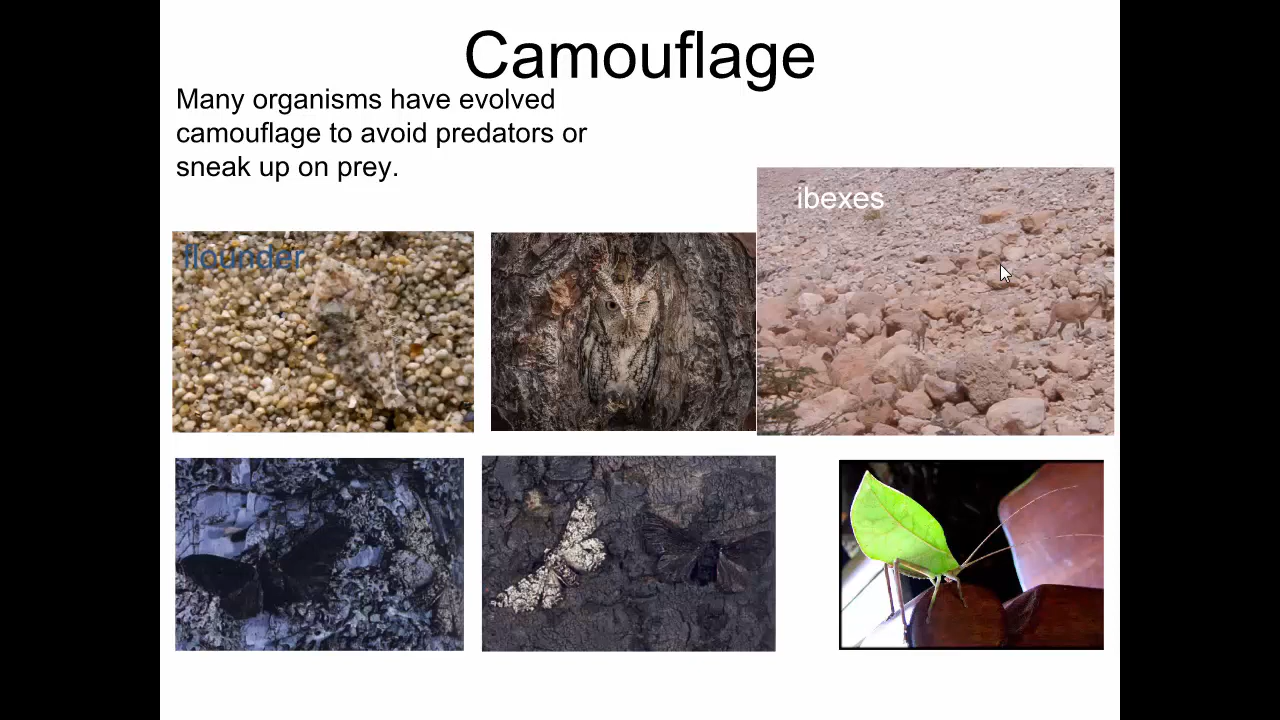 Camouflage
Many organisms have evolved
camouflage to avoid predators or
sneak up on prey.
ibexes
flounder